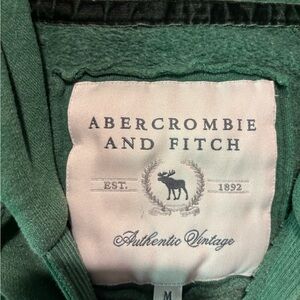 ABERCROMBIE
AND FITCH
EST. 1892
Authentic Vintage
M